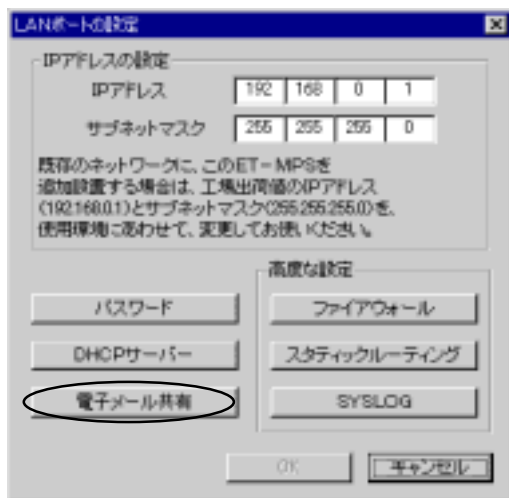 LANポートの設定
IPアドレスの設定
IPアドレス 192 168 0 1
サブネットマスク 255 255 255 0
既存のネットワークに、このET-MPSを
追加設置する場合は、工場出荷値のIPアドレス
(192.168.0.1)とサブネットマスク(255.255.255.0)を、
使用環境にあわせて、変更してお使いください。
高度な設定
パスワード
ファイアウォール
DHCPサーバー
スタティックルーティング
電子メール共有
SYSLOG
OK
キャンセル